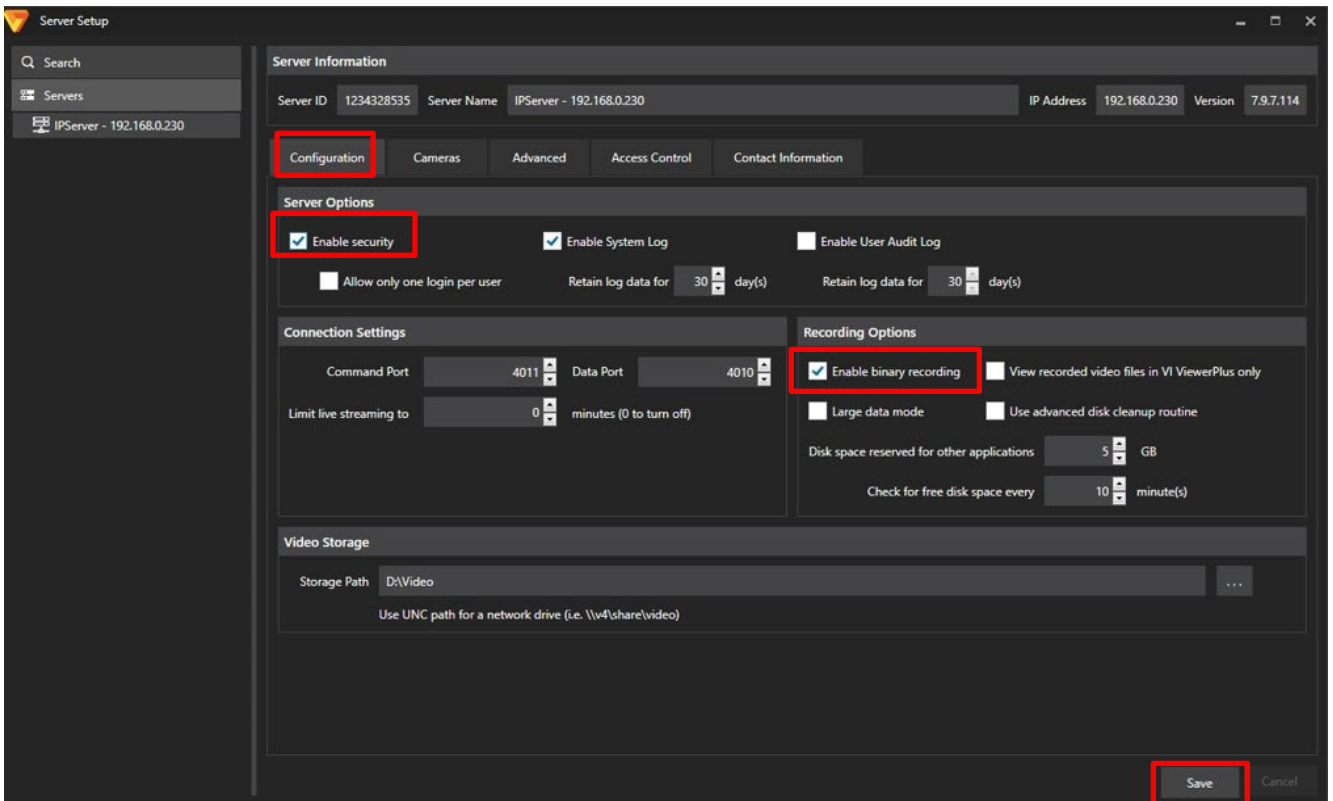 Server Setup
Search
Servers
IPServer - 192.168.0.230
Server Information
Server ID 1234328535 Server Name IPServer - 192.168.0.230 IP Address 192.168.0.230 Version 7.9.7.114
Configuration Cameras Advanced Access Control Contact Information
Server Options
Enable security Enable System Log Enable User Audit Log
Allow only one login per user Retain log data for 30 day(s) Retain log data for 30 day(s)
Connection Settings
Command Port 4011 Data Port 4010
Limit live streaming to 0 minutes (0 to turn off)
Recording Options
Enable binary recording View recorded video files in VI ViewerPlus only
Large data mode Use advanced disk cleanup routine
Disk space reserved for other applications 5 GB
Check for free disk space every 10 minute(s)
Video Storage
Storage Path D:\Video ...
Use UNC path for a network drive (i.e. \\v4\share\video)
Save Cancel